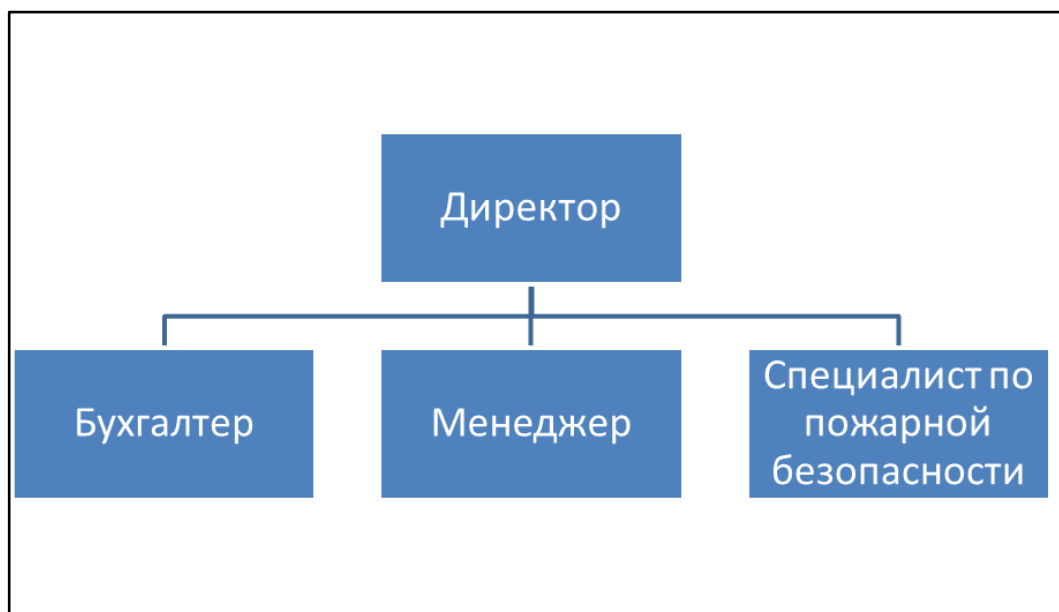 Директор
Бухгалтер
Менеджер
Специалист по
пожарной
безопасности